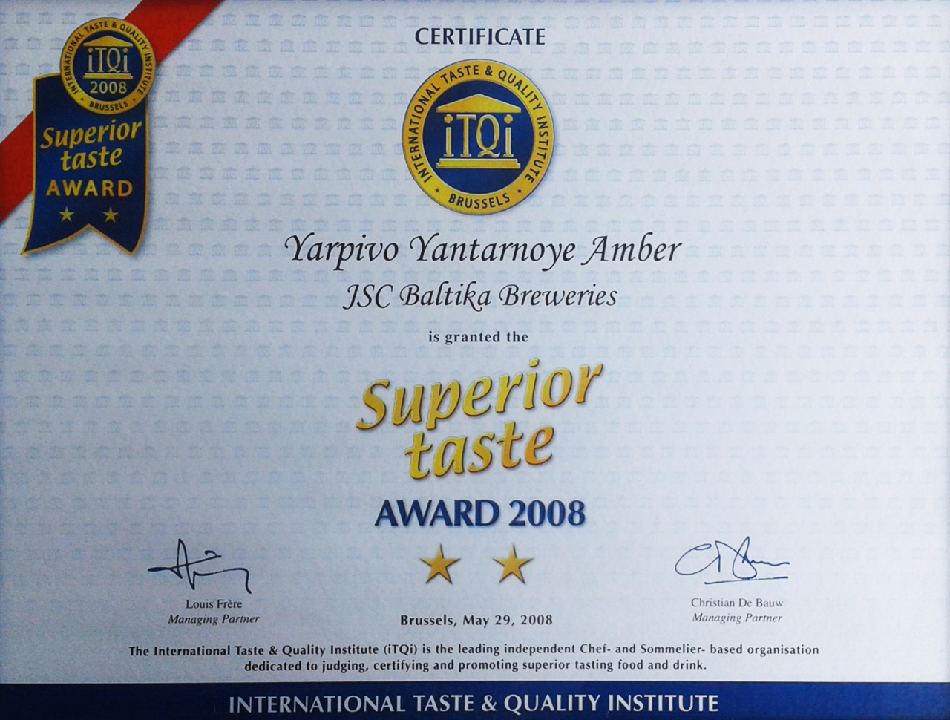 INTERNATIONAL TASTE & QUALITY INSTITUTE
iTQi
2008
• BRUSSELS •
Superior
taste
AWARD
CERTIFICATE
INTERNATIONAL TASTE & QUALITY INSTITUTE
iTQi
• BRUSSELS •
Yarpivo Yantarnoye Amber
JSC Baltika Breweries
is granted the
Superior
taste
AWARD 2008
Louis Frère
Managing Partner
Brussels, May 29, 2008
Christian De Bauw
Managing Partner
The International Taste & Quality Institute (iTQi) is the leading independent Chef- and Sommelier- based organisation
dedicated to judging, certifying and promoting superior tasting food and drink.
INTERNATIONAL TASTE & QUALITY INSTITUTE